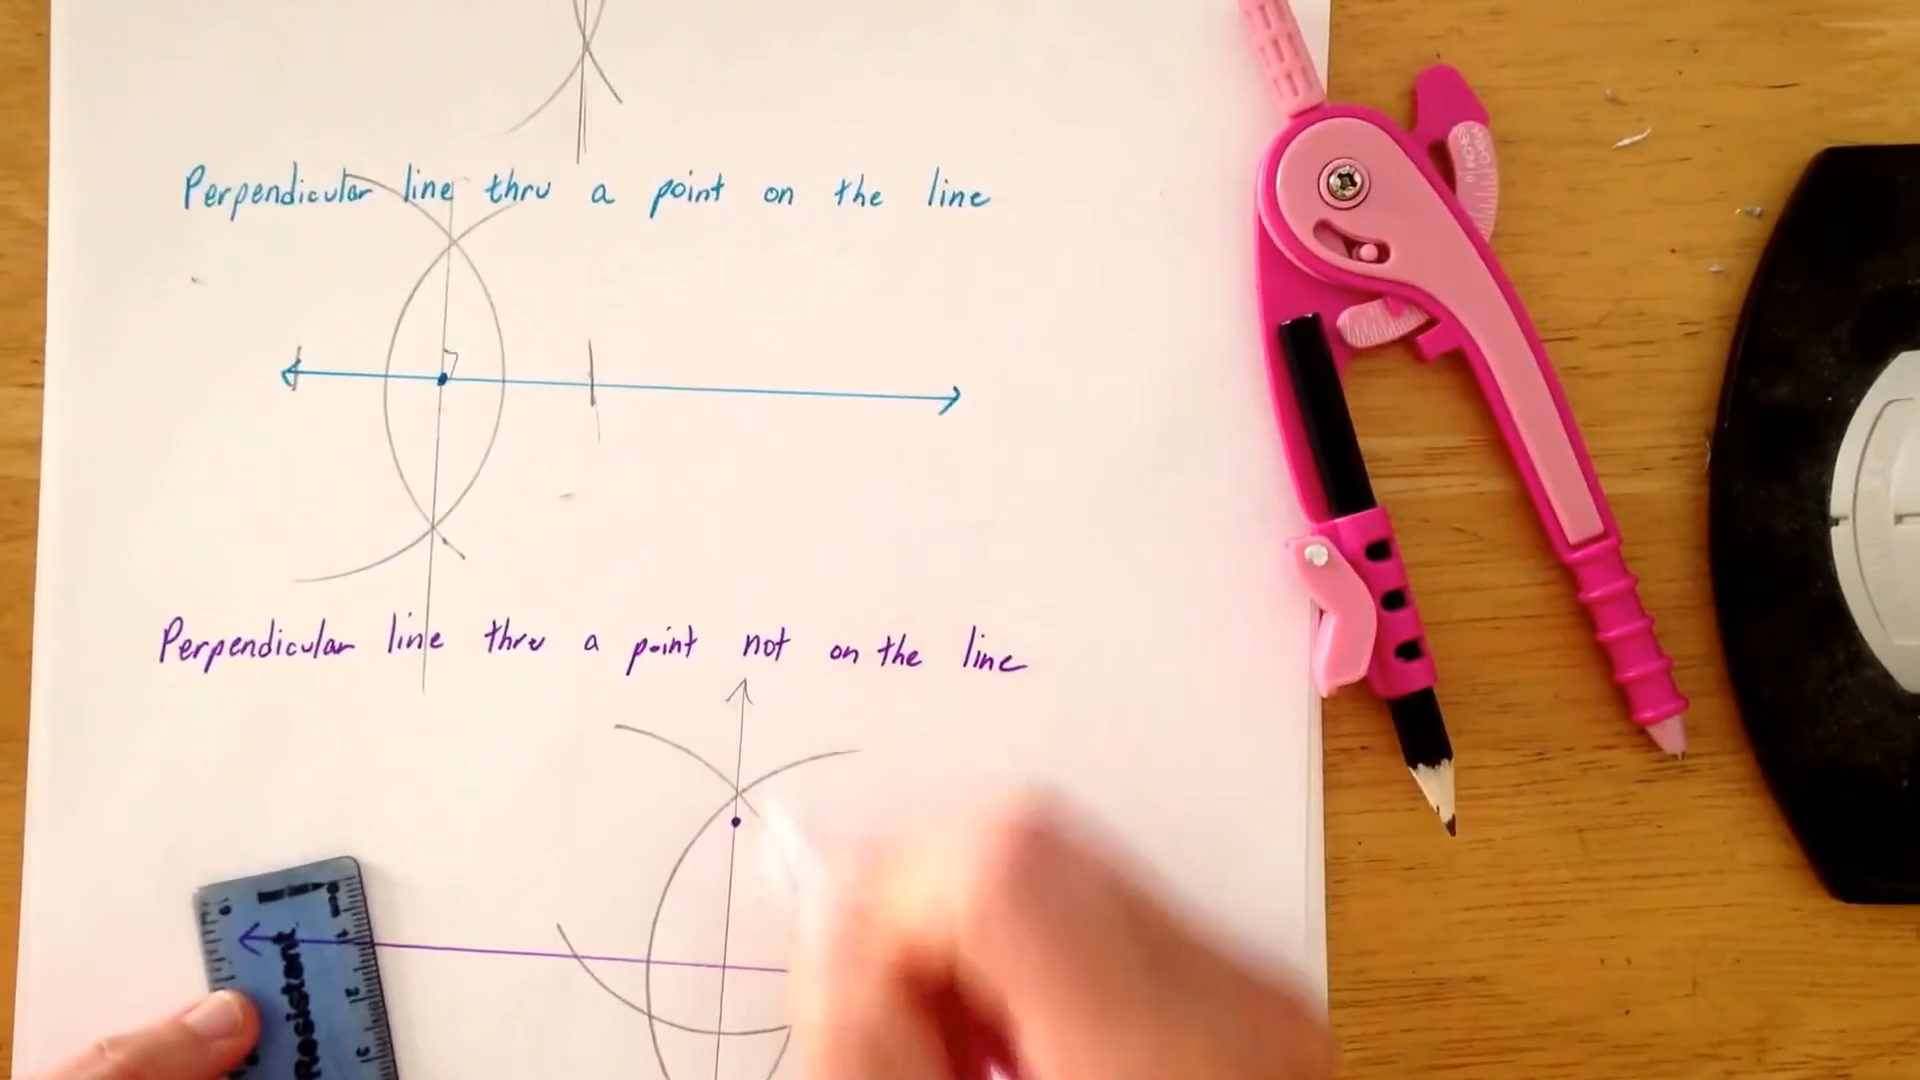 Perpendicular line thru a point on the line
Perpendicular line thru a point not on the line
Resistant